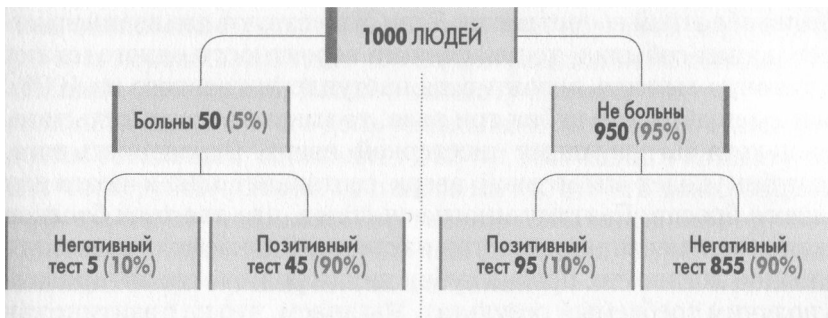 1000 ЛЮДЕЙ
Больны 50 (5%)
Не больны
950 (95%)
Негативный
тест 5 (10%)
Позитивный
тест 45 (90%)
Позитивный
тест 95 (10%)
Негативный
тест 855 (90%)